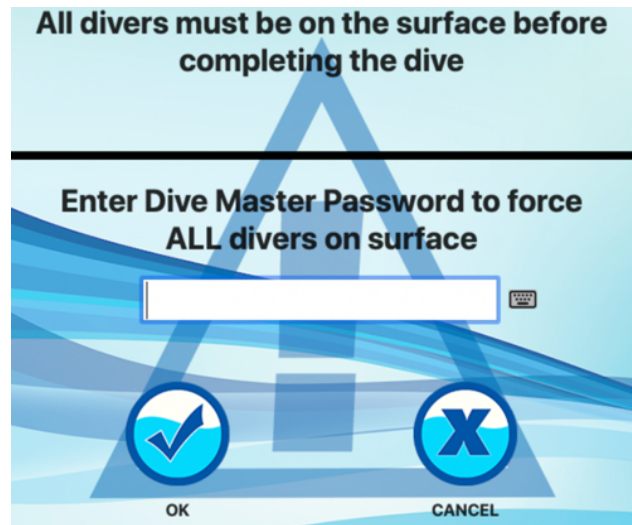 All divers must be on the surface before
completing the dive
Enter Dive Master Password to force
ALL divers on surface
OK
CANCEL